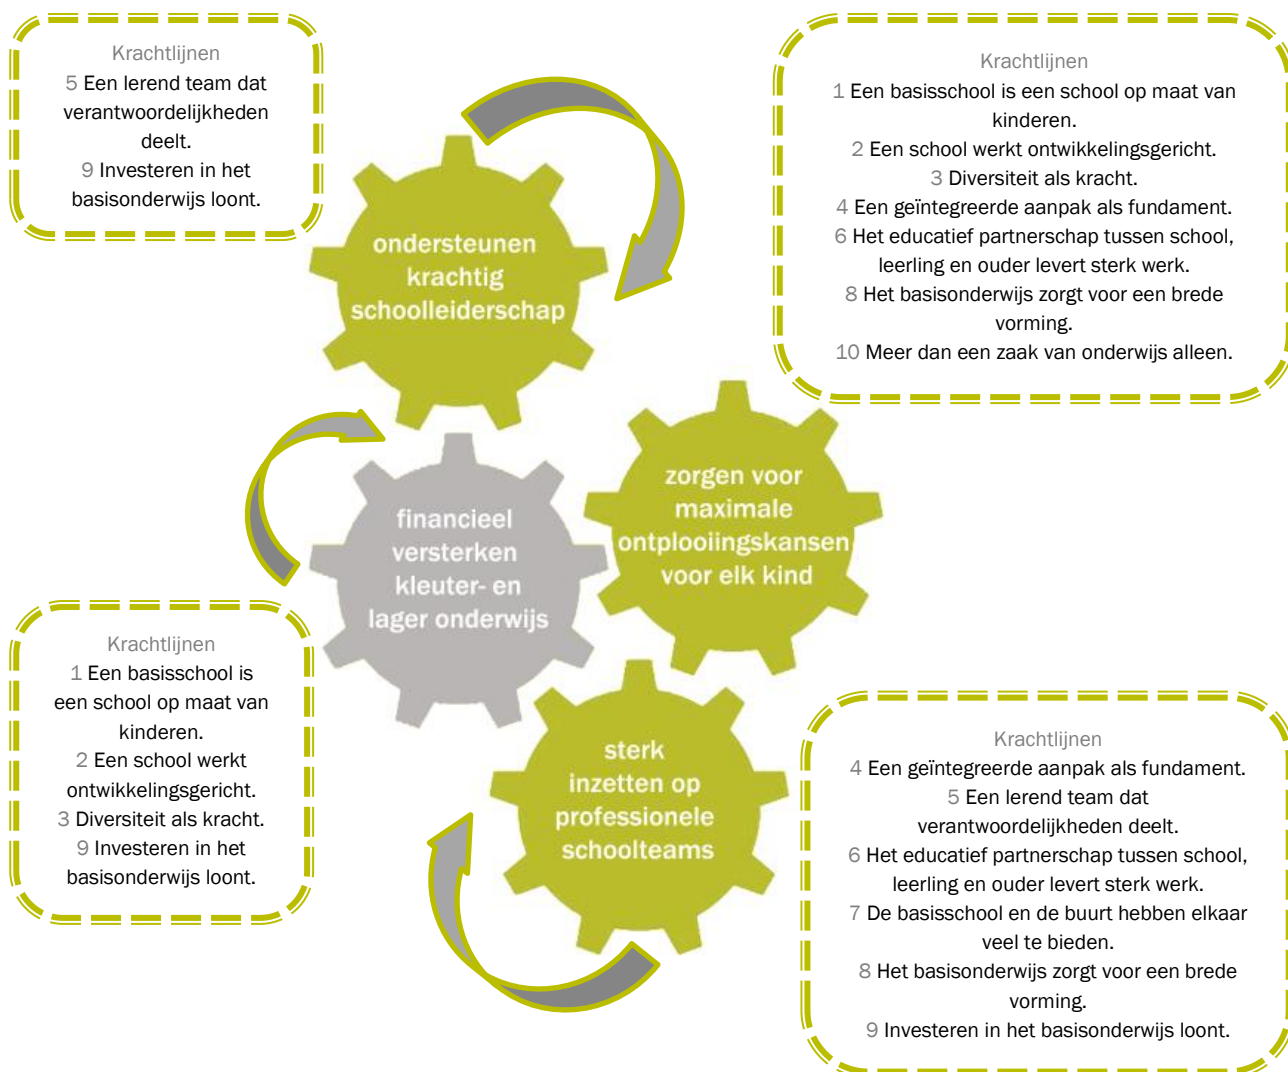 Krachtlijnen
5 Een lerend team dat
verantwoordelijkheden
deelt.
9 Investeren in het
basisonderwijs loont.
Krachtlijnen
1 Een basisschool is een school op maat van
kinderen.
2 Een school werkt ontwikkelingsgericht.
3 Diversiteit als kracht.
4 Een geïntegreerde aanpak als fundament.
6 Het educatief partnerschap tussen school,
leerling en ouder levert sterk werk.
8 Het basisonderwijs zorgt voor een brede
vorming.
10 Meer dan een zaak van onderwijs alleen.
ondersteunen
krachtig
schoolleiderschap
zorgen voor
maximale
ontplooiingskansen
voor elk kind
financieel
versterken
kleuter- en
lager onderwijs
Krachtlijnen
1 Een basisschool is
een school op maat van
kinderen.
2 Een school werkt
ontwikkelingsgericht.
3 Diversiteit als kracht.
9 Investeren in het
basisonderwijs loont.
sterk
inzetten op
professionele
schoolteams
Krachtlijnen
4 Een geïntegreerde aanpak als fundament.
5 Een lerend team dat
verantwoordelijkheden deelt.
6 Het educatief partnerschap tussen school,
leerling en ouder levert sterk werk.
7 De basisschool en de buurt hebben elkaar
veel te bieden.
8 Het basisonderwijs zorgt voor een brede
vorming.
9 Investeren in het basisonderwijs loont.